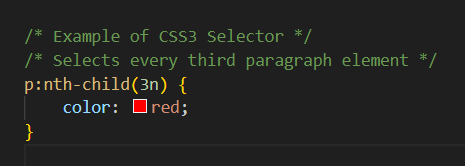 /* Example of CSS3 Selector */
/* Selects every third paragraph element */
p:nth-child(3n) {
    color: red;
}